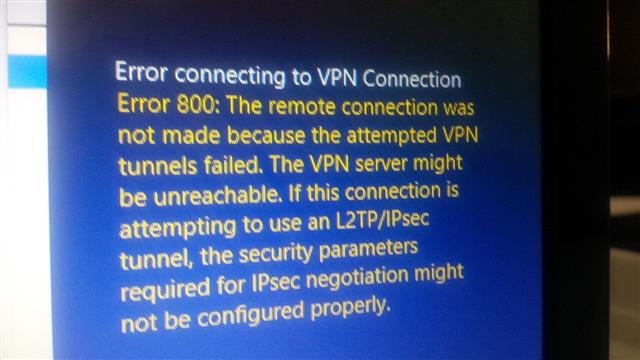 Error connecting to VPN Connection
Error 800: The remote connection was
not made because the attempted VPN
tunnels failed. The VPN server might
be unreachable. If this connection is
attempting to use an L2TP/IPsec
tunnel, the security parameters
required for IPsec negotiation might
not be configured properly.